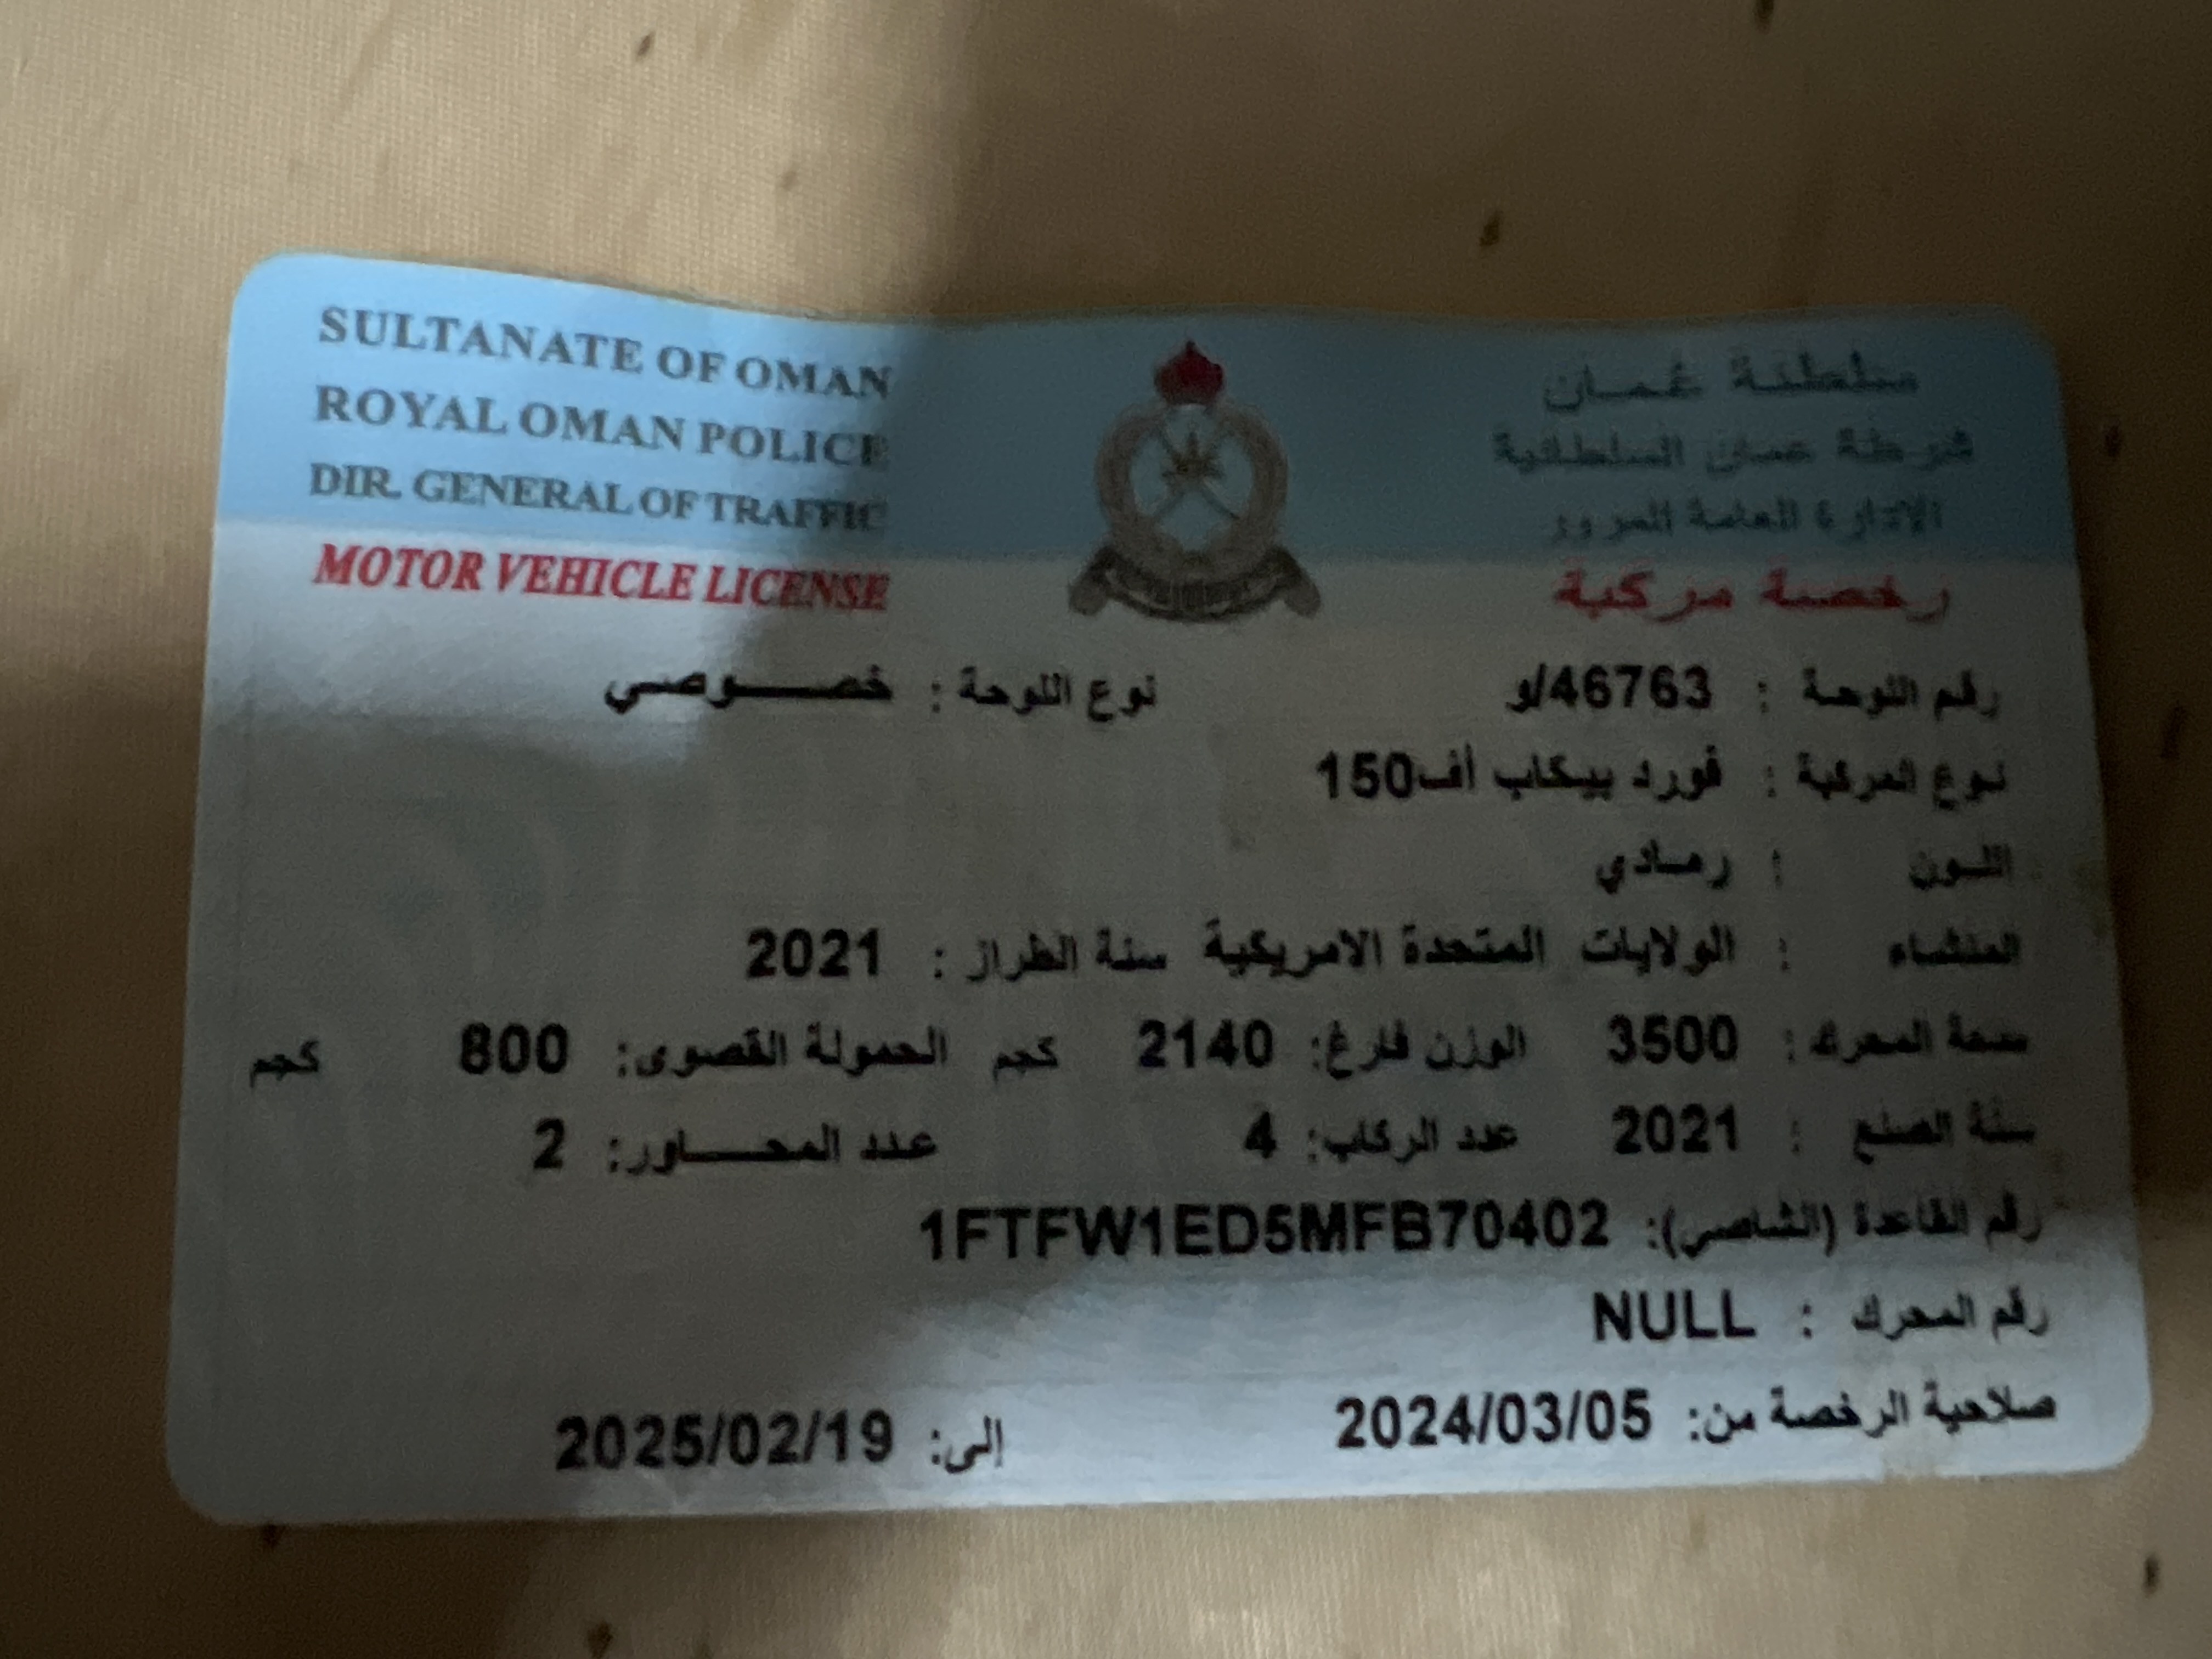 SULTANATE OF OMAN
ROYAL OMAN POLICE
DIR. GENERAL OF TRAFFIC
MOTOR VEHICLE LICENSE
سلطنة عمان
شرطة عمان السلطانية
الادارة العامة للمرور
رخصة مركبة
رقم اللوحة : 46763/و نوع اللوحة : خصوصي
نوع المركبة : فورد بيكاب أف150
اللون : رمادي
المنشاء : الولايات المتحدة الامريكية سنة الطراز : 2021
سعة المحرك : 3500 الوزن فارغ: 2140 كجم الحمولة القصوى: 800 كجم
سنة الصنع : 2021 عدد الركاب: 4 عدد المحاور: 2
رقم القاعدة (الشاصي): 1FTFW1ED5MFB70402
رقم المحرك : NULL
صلاحية الرخصة من: 2024/03/05 إلى: 2025/02/19